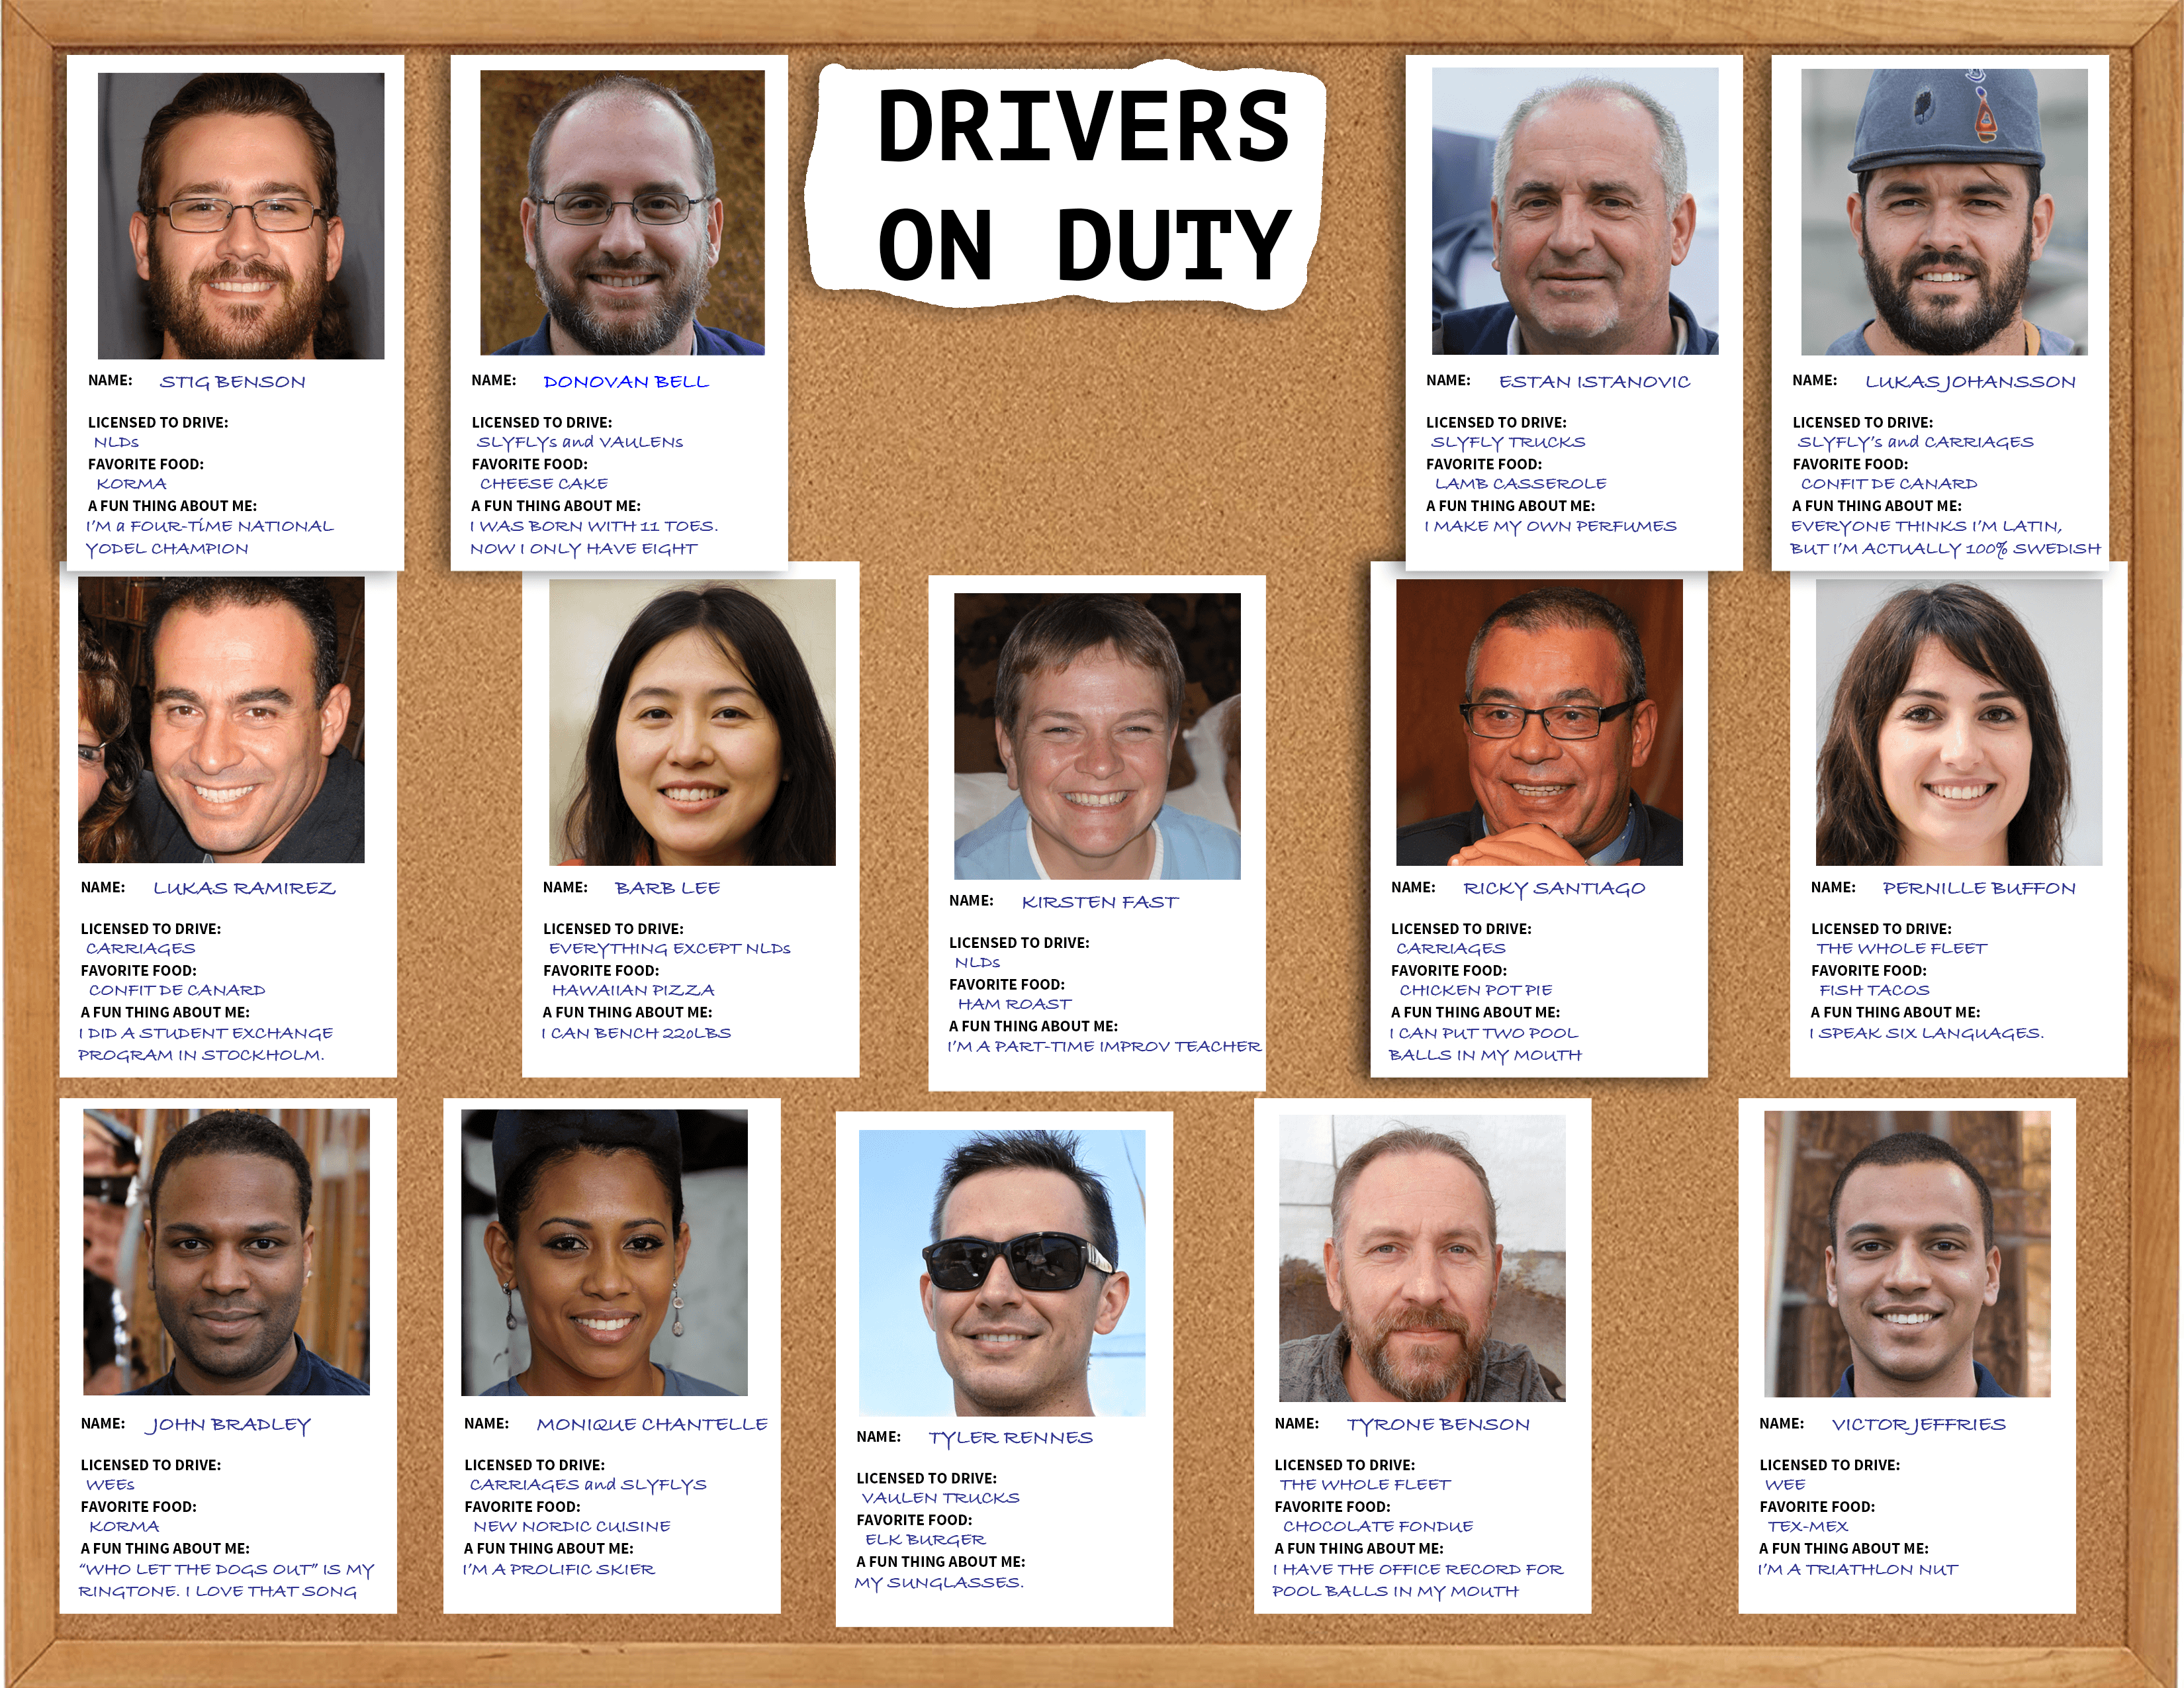 DRIVERS
ON DUTY
NAME: STIG BENSON
LICENSED TO DRIVE:
NLDs
FAVORITE FOOD:
KORMA
A FUN THING ABOUT ME:
I'M a FOUR-TíME NATIONAL
YODEL CHAMPION
NAME: DONOVAN BELL
LICENSED TO DRIVE:
SLYFLYs and VAULENs
FAVORITE FOOD:
CHEESE CAKE
A FUN THING ABOUT ME:
I WAS BORN WITH 11 TOES.
NOW I ONLY HAVE EIGHT
NAME: ESTAN ISTANOVIC
LICENSED TO DRIVE:
SLYFLY TRUCKS
FAVORITE FOOD:
LAMB CASSEROLE
A FUN THING ABOUT ME:
I MAKE MY OWN PERFUMES
NAME: LUKAS JOHANSSON
LICENSED TO DRIVE:
SLYFLY's and CARRIAGES
FAVORITE FOOD:
CONFIT DE CANARD
A FUN THING ABOUT ME:
EVERYONE THINKS I'M LATIN,
BUT I'M ACTUALLY 100% SWEDISH
NAME: LUKAS RAMIREZ
LICENSED TO DRIVE:
CARRIAGES
FAVORITE FOOD:
CONFIT DE CANARD
A FUN THING ABOUT ME:
I DID A STUDENT EXCHANGE
PROGRAM IN STOCKHOLM.
NAME: BARB LEE
LICENSED TO DRIVE:
EVERYTHING EXCEPT NLDs
FAVORITE FOOD:
HAWAIIAN PIZZA
A FUN THING ABOUT ME:
I CAN BENCH 220LBS
NAME: KIRSTEN FAST
LICENSED TO DRIVE:
NLDs
FAVORITE FOOD:
HAM ROAST
A FUN THING ABOUT ME:
I'M A PART-TIME IMPROV TEACHER
NAME: RICKY SANTIAGO
LICENSED TO DRIVE:
CARRIAGES
FAVORITE FOOD:
CHICKEN POT PIE
A FUN THING ABOUT ME:
I CAN PUT TWO POOL
BALLS IN MY MOUTH
NAME: PERNILLE BUFFON
LICENSED TO DRIVE:
THE WHOLE FLEET
FAVORITE FOOD:
FISH TACOS
A FUN THING ABOUT ME:
I SPEAK SIX LANGUAGES.
NAME: JOHN BRADLEY
LICENSED TO DRIVE:
WEEs
FAVORITE FOOD:
KORMA
A FUN THING ABOUT ME:
"WHO LET THE DOGS OUT" IS MY
RINGTONE. I LOVE THAT SONG
NAME: MONIQUE CHANTELLE
LICENSED TO DRIVE:
CARRIAGES and SLYFLYS
FAVORITE FOOD:
NEW NORDIC CUISINE
A FUN THING ABOUT ME:
I'M A PROLIFIC SKIER
NAME: TYLER RENNES
LICENSED TO DRIVE:
VAULEN TRUCKS
FAVORITE FOOD:
ELK BURGER
A FUN THING ABOUT ME:
MY SUNGLASSES.
NAME: TYRONE BENSON
LICENSED TO DRIVE:
THE WHOLE FLEET
FAVORITE FOOD:
CHOCOLATE FONDUE
A FUN THING ABOUT ME:
I HAVE THE OFFICE RECORD FOR
POOL BALLS IN MY MOUTH
NAME: VICTOR JEFFRIES
LICENSED TO DRIVE:
WEE
FAVORITE FOOD:
TEX-MEX
A FUN THING ABOUT ME:
I'M A TRIATHLON NUT